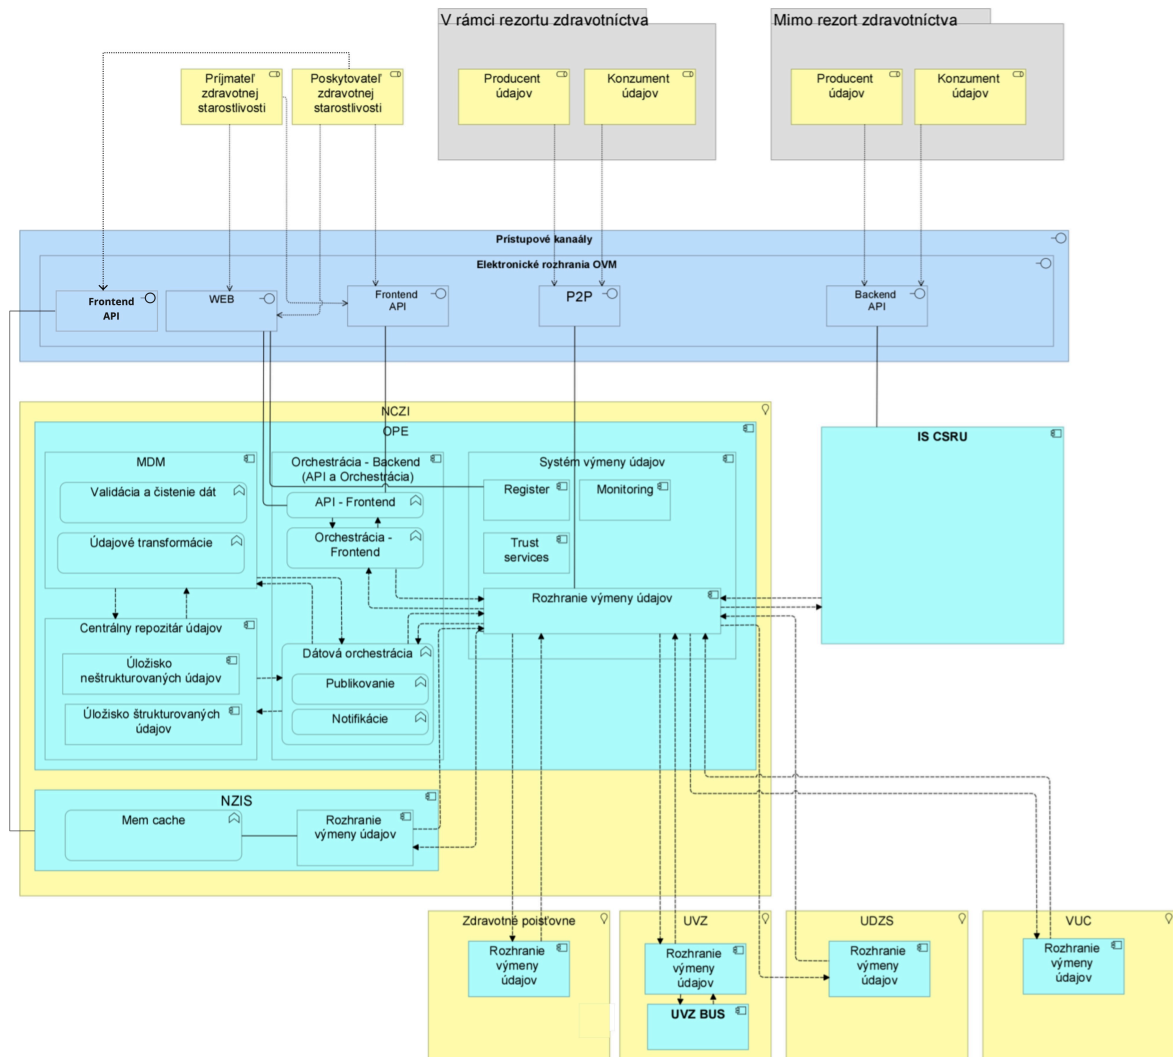 V rámci rezortu zdravotníctva
Mimo rezort zdravotníctva
Príjmateľ
zdravotnej
starostlivosti
Poskytovateľ
zdravotnej
starostlivosti
Producent
údajov
Konzument
údajov
Producent
údajov
Konzument
údajov
Prístupové kanaály
Elektronické rozhrania OVM
Frontend
API
WEB
Frontend
API
P2P
Backend
API
NCZI
OPE
IS CSRU
MDM
Validácia a čistenie dát
Údajové transformácie
Orchestrácia - Backend
(API a Orchestrácia)
API - Frontend
Orchestrácia -
Frontend
Systém výmeny údajov
Register
Monitoring
Trust
services
Rozhranie výmeny údajov
Centrálny repozitár údajov
Úložisko
neštrukturovaných údajov
Úložisko štrukturovaných
údajov
Dátová orchestrácia
Publikovanie
Notifikácie
NZIS
Mem cache
Rozhranie
výmeny údajov
Zdravotné poisťovne
Rozhranie
výmeny
údajov
UVZ
Rozhranie
výmeny
údajov
UVZ BUS
UDZS
Rozhranie
výmeny
údajov
VUC
Rozhranie
výmeny
údajov